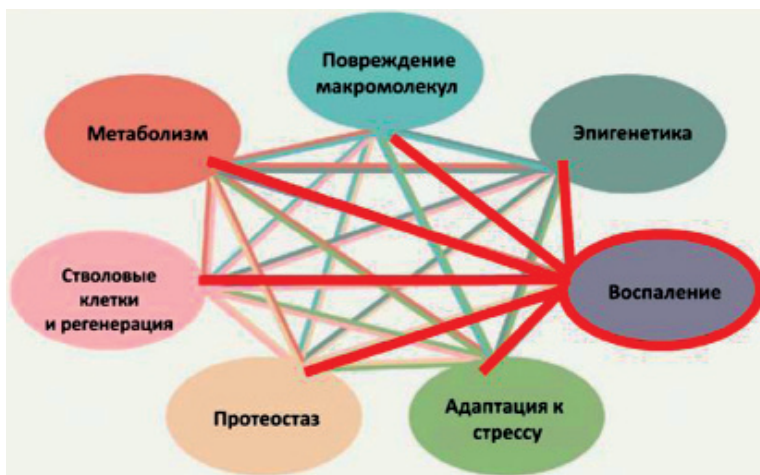 Повреждение
макромолекул
Метаболизм
Эпигенетика
Стволовые
клетки
и регенерация
Воспаление
Протеостаз
Адаптация к
стрессу